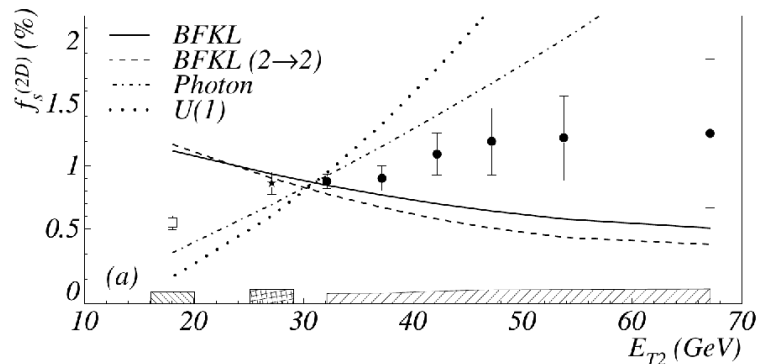 f_s^(2D) (%)
2
1.5
1
0.5
0
BFKL
BFKL (2→2)
Photon
U(1)
(a)
10 20 30 40 50 60 70
E_T2 (GeV)